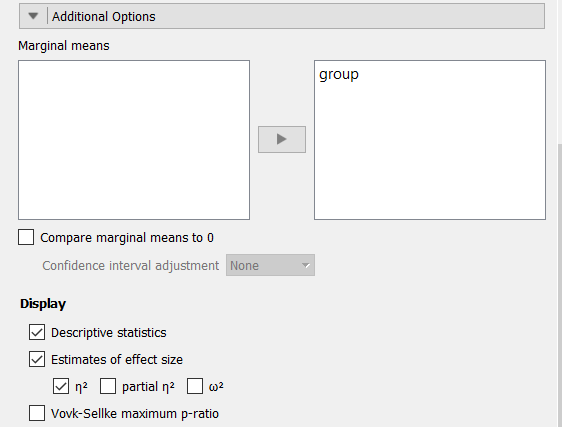 Additional Options
Marginal means
group
Compare marginal means to 0
Confidence interval adjustment None
Display
Descriptive statistics
Estimates of effect size
η² partial η² ω²
Vovk-Sellke maximum p-ratio